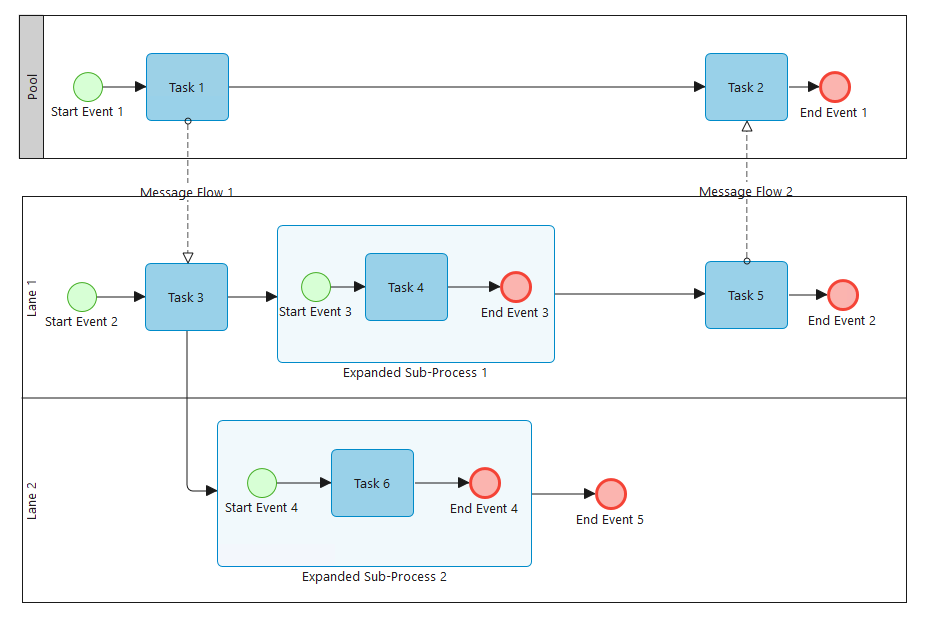 Pool
Start Event 1
Task 1
Task 2
End Event 1
Message Flow 1
Message Flow 2
Lane 1
Start Event 2
Task 3
Start Event 3
Task 4
End Event 3
Expanded Sub-Process 1
Task 5
End Event 2
Lane 2
Start Event 4
Task 6
End Event 4
Expanded Sub-Process 2
End Event 5